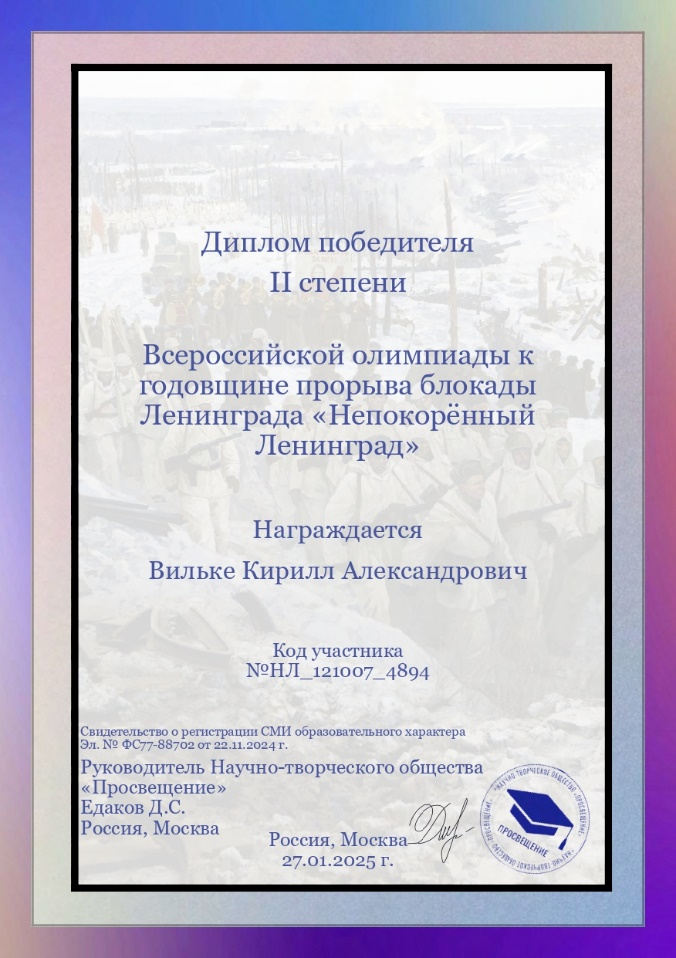 Диплом победителя
II степени
Всероссийской олимпиады к
годовщине прорыва блокады
Ленинграда «Непокорённый
Ленинград»
Награждается
Вильке Кирилл Александрович
Код участника
№НЛ_121007_4894
Свидетельство о регистрации СМИ образовательного характера
Эл. № ФС77-88702 от 22.11.2024 г.
Руководитель Научно-творческого общества
«Просвещение»
Едаков Д.С.
Россия, Москва
Россия, Москва
27.01.2025 г.
"НАУЧНО ТВОРЧЕСКОЕ ОБЩЕСТВО «ПРОСВЕЩЕНИЕ»
ПРОСВЕЩЕНИЕ